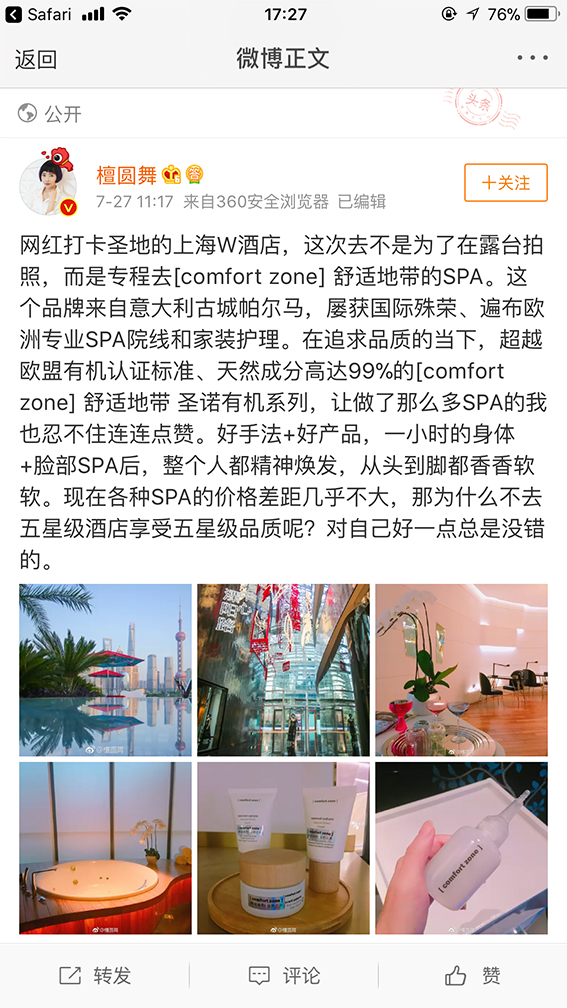 Safari
17:27
76%
返回
微博正文
头条
公开
檀圆舞
＋关注
7-27 11:17 来自360安全浏览器 已编辑
网红打卡圣地的上海W酒店，这次去不是为了在露台拍
照，而是专程去[comfort zone] 舒适地带的SPA。这
个品牌来自意大利古城帕尔马，屡获国际殊荣、遍布欧
洲专业SPA院线和家装护理。在追求品质的当下，超越
欧盟有机认证标准、天然成分高达99%的[comfort
zone] 舒适地带 圣诺有机系列，让做了那么多SPA的我
也忍不住连连点赞。好手法+好产品，一小时的身体
+脸部SPA后，整个人都精神焕发，从头到脚都香香软
软。现在各种SPA的价格差距几乎不大，那为什么不去
五星级酒店享受五星级品质呢？对自己好一点总是没错
的。
[ comfort zone ]
[ comfort zone ]
转发
评论
赞